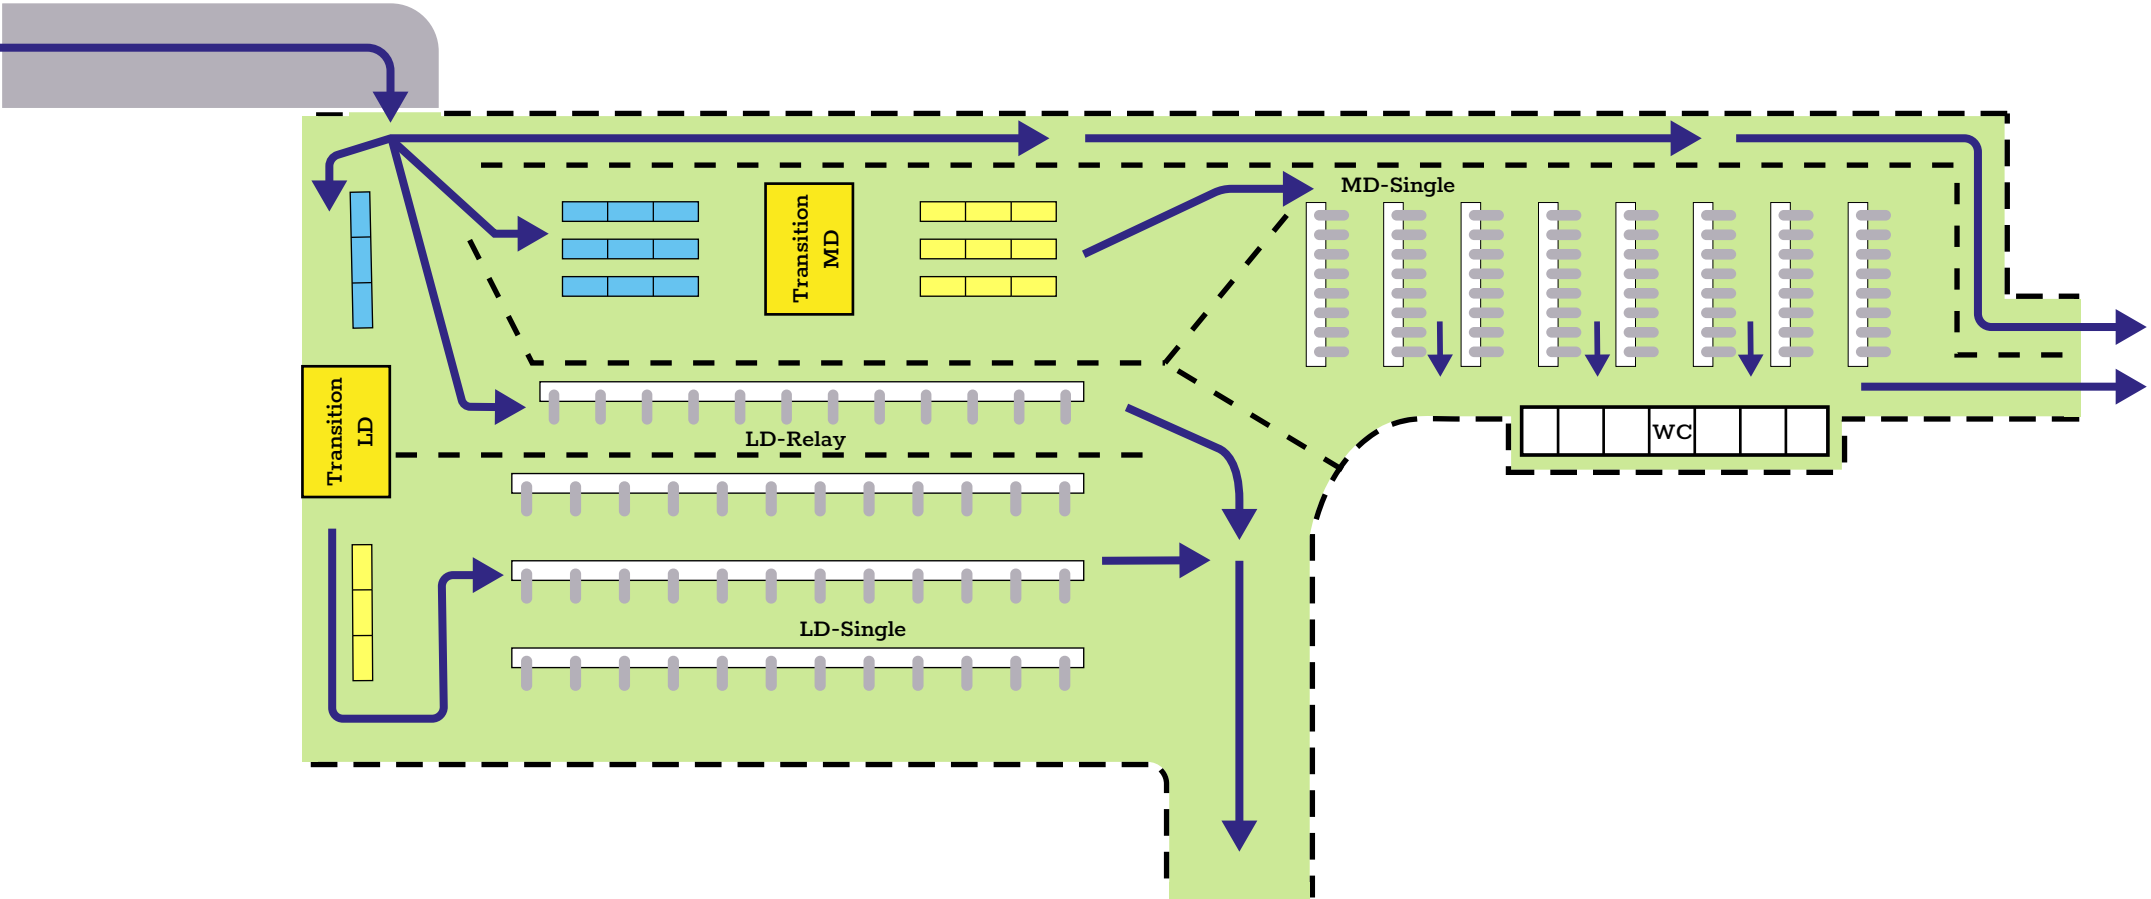 MD-Single
Transition
MD
Transition
LD
LD-Relay
WC
LD-Single